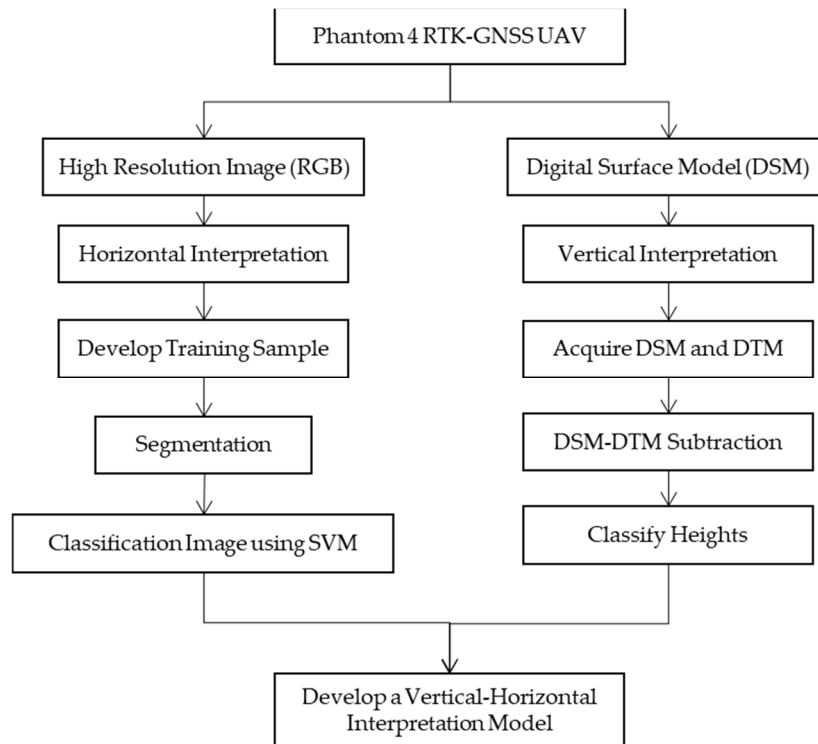 Phantom 4 RTK-GNSS UAV
High Resolution Image (RGB)
Horizontal Interpretation
Develop Training Sample
Segmentation
Classification Image using SVM
Digital Surface Model (DSM)
Vertical Interpretation
Acquire DSM and DTM
DSM-DTM Subtraction
Classify Heights
Develop a Vertical-Horizontal
Interpretation Model